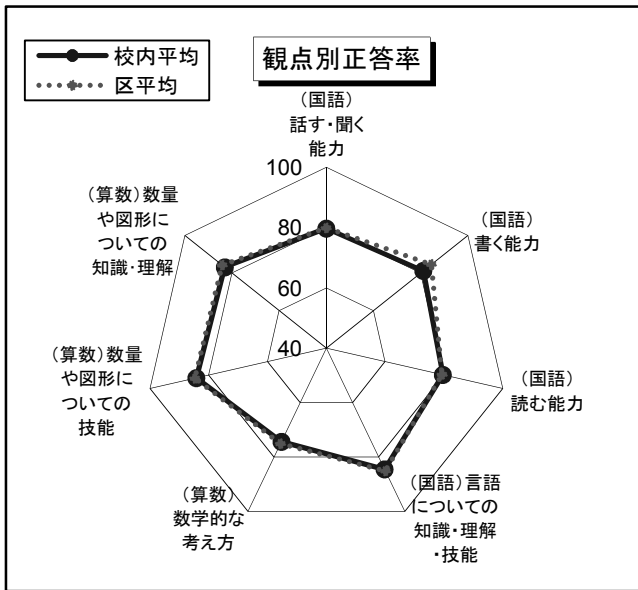 校内平均
区平均
観点別正答率
(国語)
話す・聞く
能力
100
80
60
40
(国語)
書く能力
(国語)
読む能力
(国語)言語
についての
知識・理解
・技能
(算数)
数学的な
考え方
(算数)数量
や図形に
ついての
技能
(算数)数量
や図形に
ついての
知識・理解